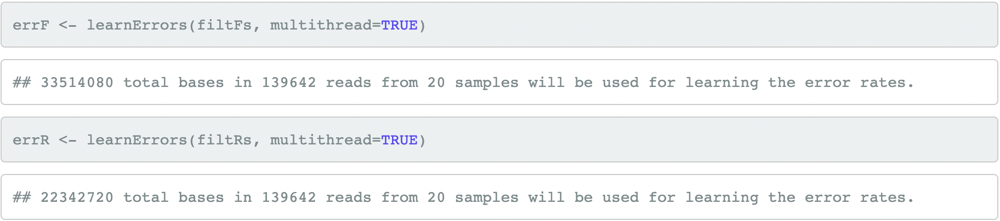 errF <- learnErrors(filtFs, multithread=TRUE)
## 33514080 total bases in 139642 reads from 20 samples will be used for learning the error rates.
errR <- learnErrors(filtRs, multithread=TRUE)
## 22342720 total bases in 139642 reads from 20 samples will be used for learning the error rates.